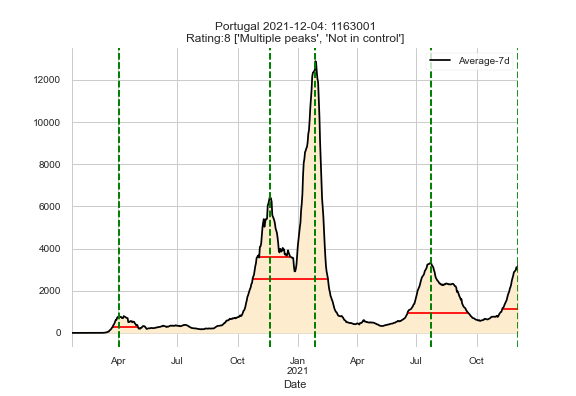 Portugal 2021-12-04: 1163001
Rating:8 ['Multiple peaks', 'Not in control']
Average-7d
12000
10000
8000
6000
4000
2000
0
Apr Jul Oct Jan Apr Jul Oct
2021
Date